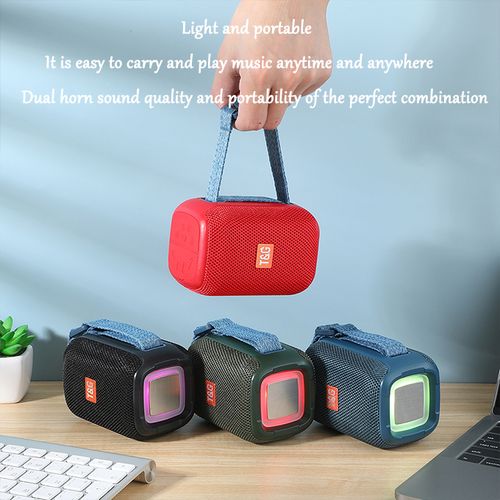 Light and portable
It is easy to carry and play music anytime and anywhere
Dual horn sound quality and portability of the perfect combination
T&G
T&G
T&G
T&G